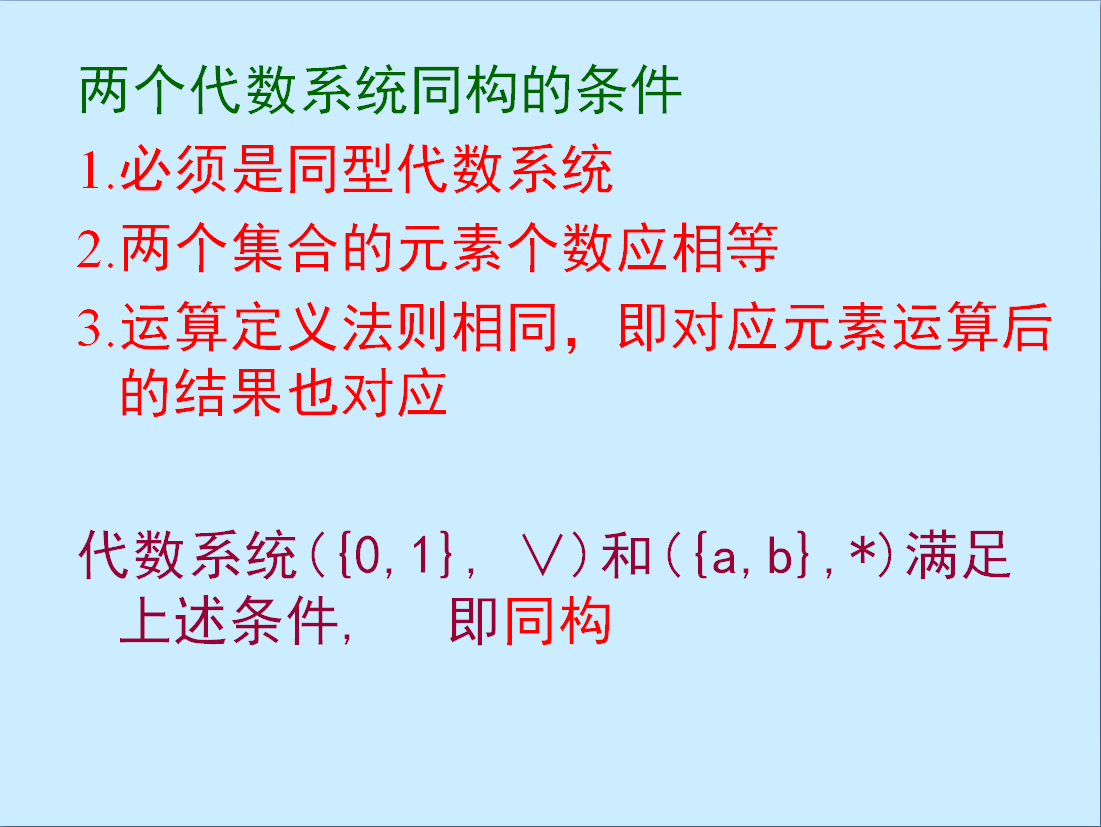 两个代数系统同构的条件
1.必须是同型代数系统
2.两个集合的元素个数应相等
3.运算定义法则相同，即对应元素运算后
的结果也对应
代数系统({0,1}, ∨)和({a,b},*)满足
上述条件, 即同构